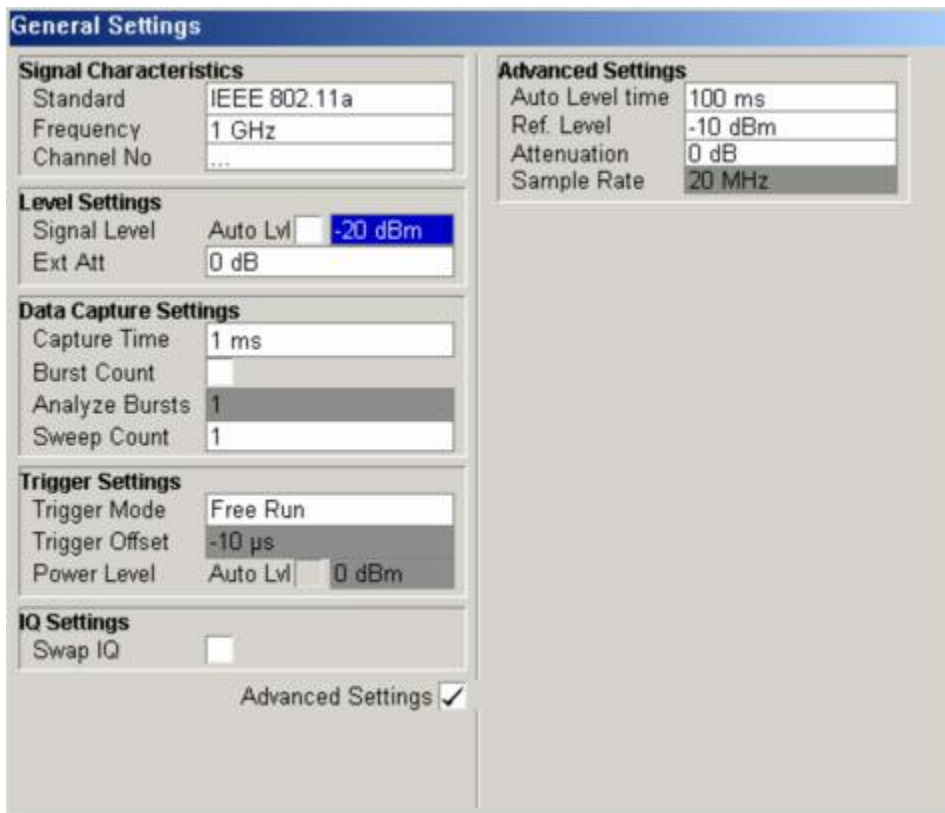 General Settings
Signal Characteristics
Standard IEEE 802.11a
Frequency 1 GHz
Channel No ...
Level Settings
Signal Level Auto Lvl -20 dBm
Ext Att 0 dB
Data Capture Settings
Capture Time 1 ms
Burst Count
Analyze Bursts 1
Sweep Count 1
Trigger Settings
Trigger Mode Free Run
Trigger Offset -10 µs
Power Level Auto Lvl 0 dBm
IQ Settings
Swap IQ
Advanced Settings
Advanced Settings
Auto Level time 100 ms
Ref. Level -10 dBm
Attenuation 0 dB
Sample Rate 20 MHz